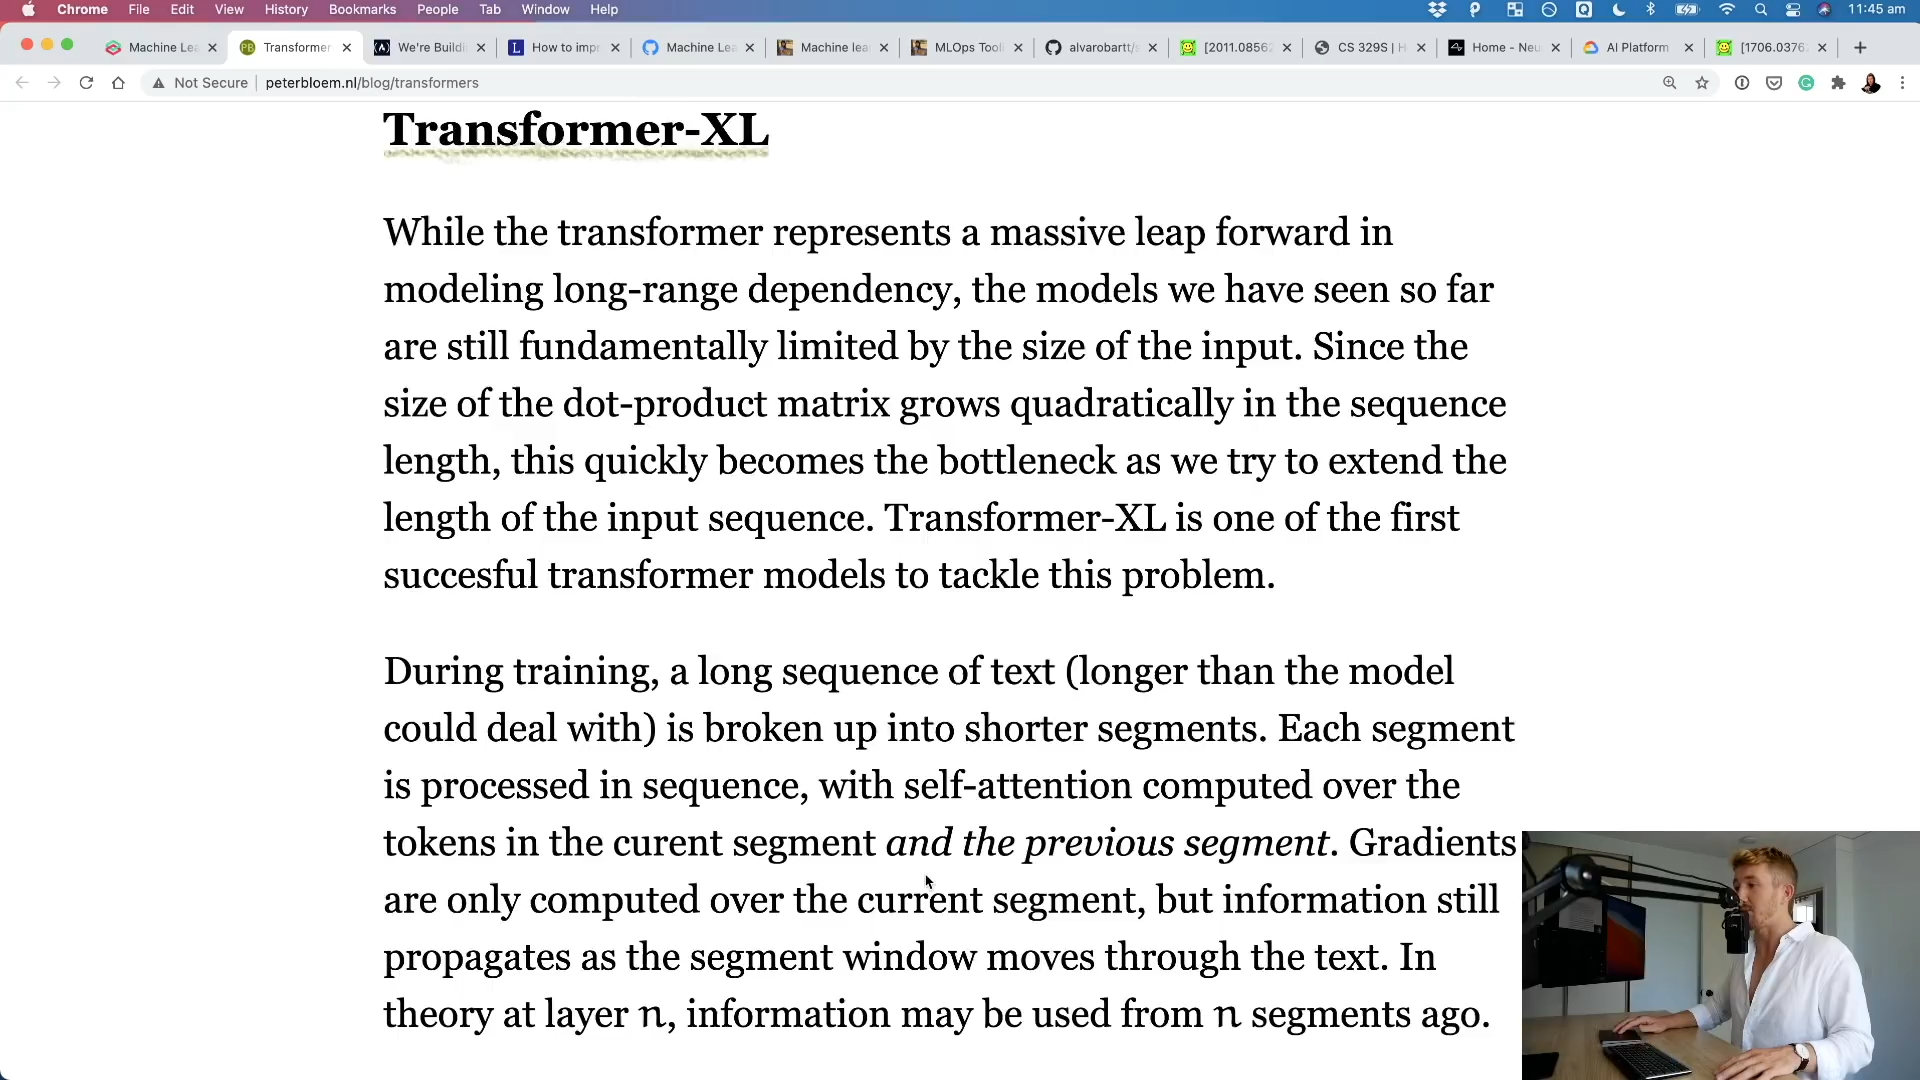 Chrome File Edit View History Bookmarks People Tab Window Help 11:45 am
Machine Lea Transformer We're Buildi How to imp Machine Lea Machine lea MLOps Tooli alvarobartt/s [2011.0856 CS 329S | H Home - Neu AI Platform [1706.0376
Not Secure peterbloem.nl/blog/transformers
Transformer-XL
While the transformer represents a massive leap forward in
modeling long-range dependency, the models we have seen so far
are still fundamentally limited by the size of the input. Since the
size of the dot-product matrix grows quadratically in the sequence
length, this quickly becomes the bottleneck as we try to extend the
length of the input sequence. Transformer-XL is one of the first
succesful transformer models to tackle this problem.
During training, a long sequence of text (longer than the model
could deal with) is broken up into shorter segments. Each segment
is processed in sequence, with self-attention computed over the
tokens in the curent segment and the previous segment. Gradients
are only computed over the current segment, but information still
propagates as the segment window moves through the text. In
theory at layer n, information may be used from n segments ago.